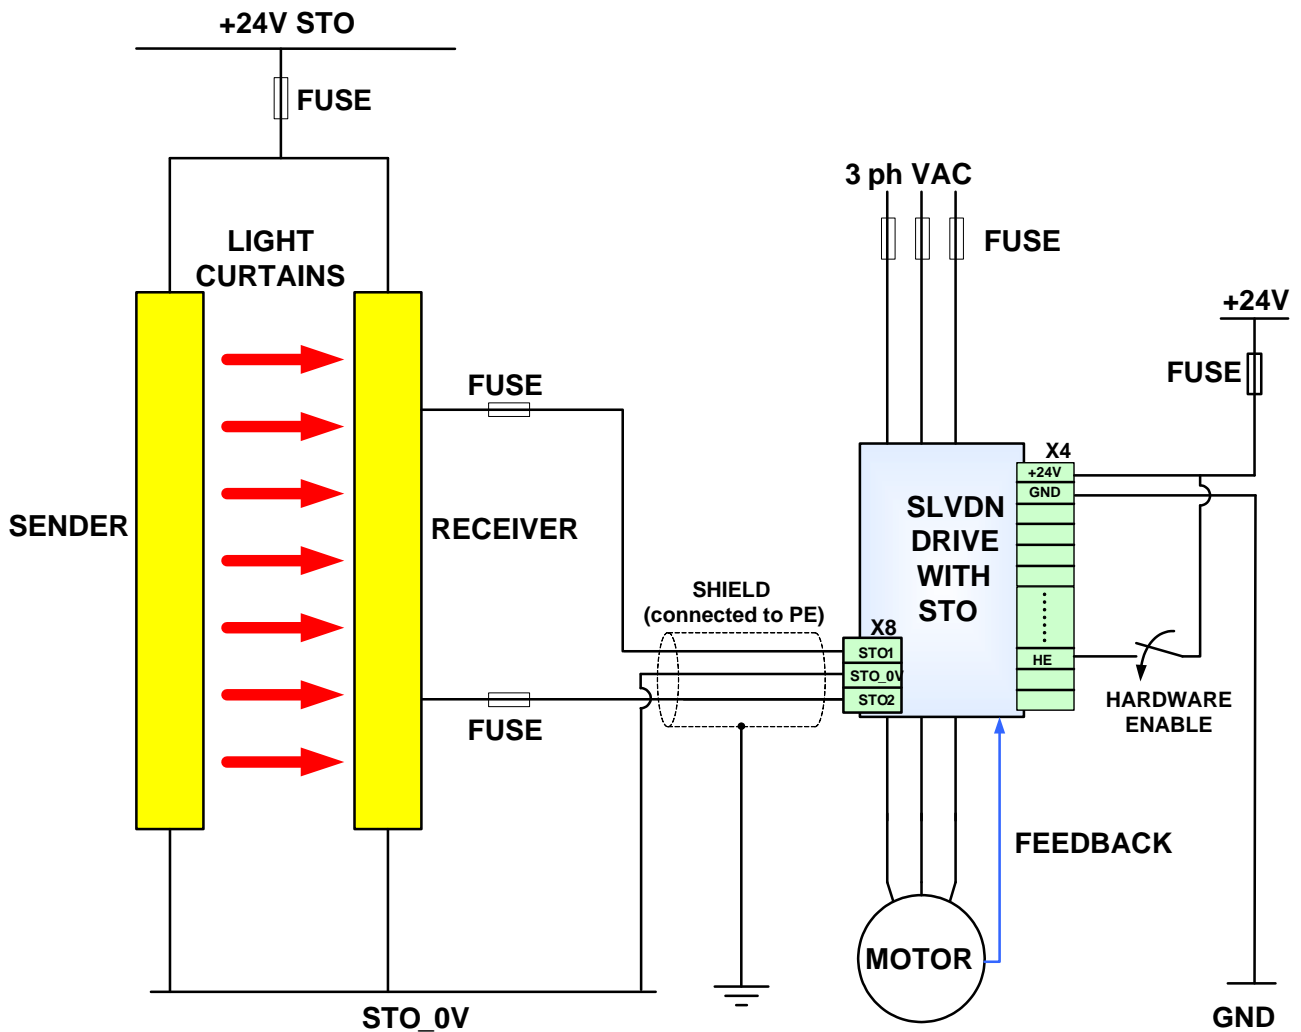 +24V STO
FUSE
3 ph VAC
LIGHT
CURTAINS
FUSE
+24V
FUSE
FUSE
X4
+24V
GND
SENDER
RECEIVER
SLVDN
DRIVE
WITH
STO
SHIELD
(connected to PE)
X8
STO1
STO_0V
STO2
HE
HARDWARE
ENABLE
FUSE
FEEDBACK
MOTOR
STO_0V
GND